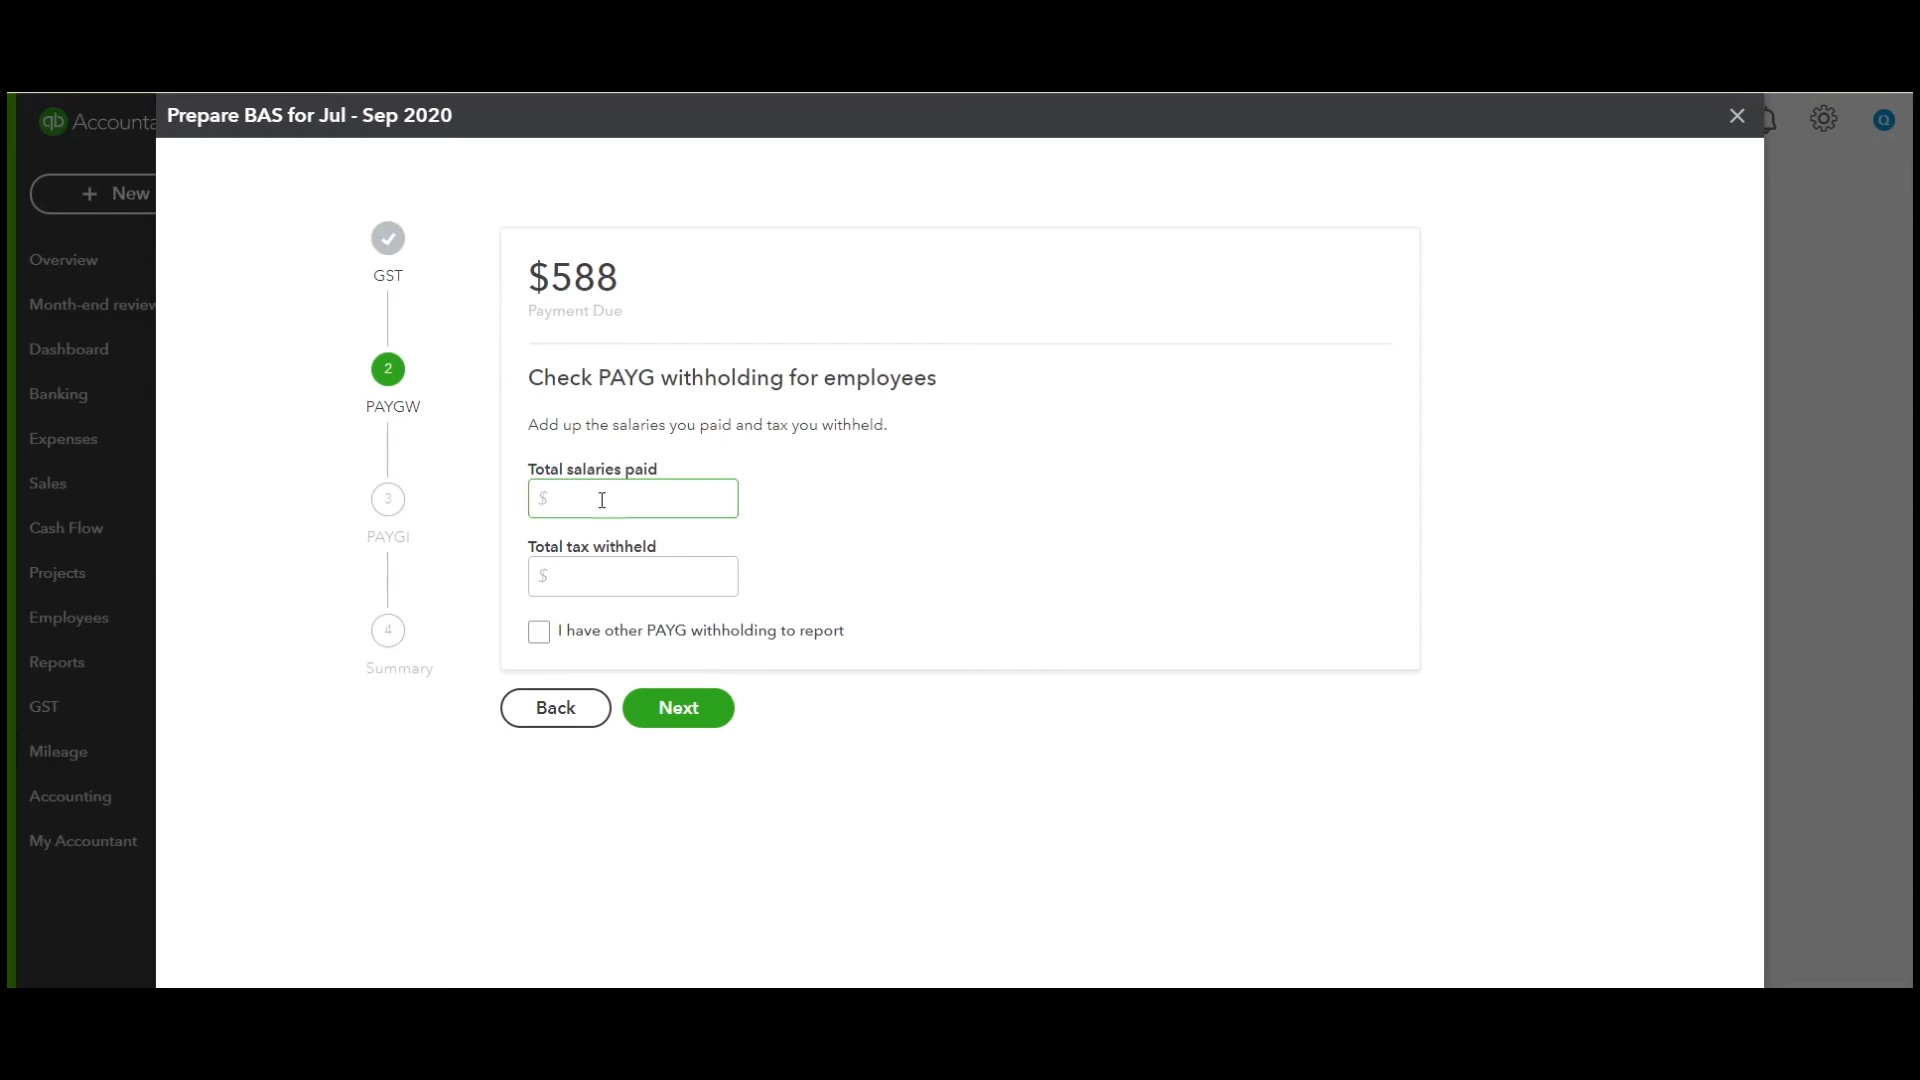 qb Accounta
Prepare BAS for Jul - Sep 2020
Q
+ New
Overview
Month-end review
Dashboard
Banking
Expenses
Sales
Cash Flow
Projects
Employees
Reports
GST
Mileage
Accounting
My Accountant
GST
2
PAYGW
3
PAYGI
4
Summary
$588
Payment Due
Check PAYG withholding for employees
Add up the salaries you paid and tax you withheld.
Total salaries paid
$
Total tax withheld
$
I have other PAYG withholding to report
Back
Next